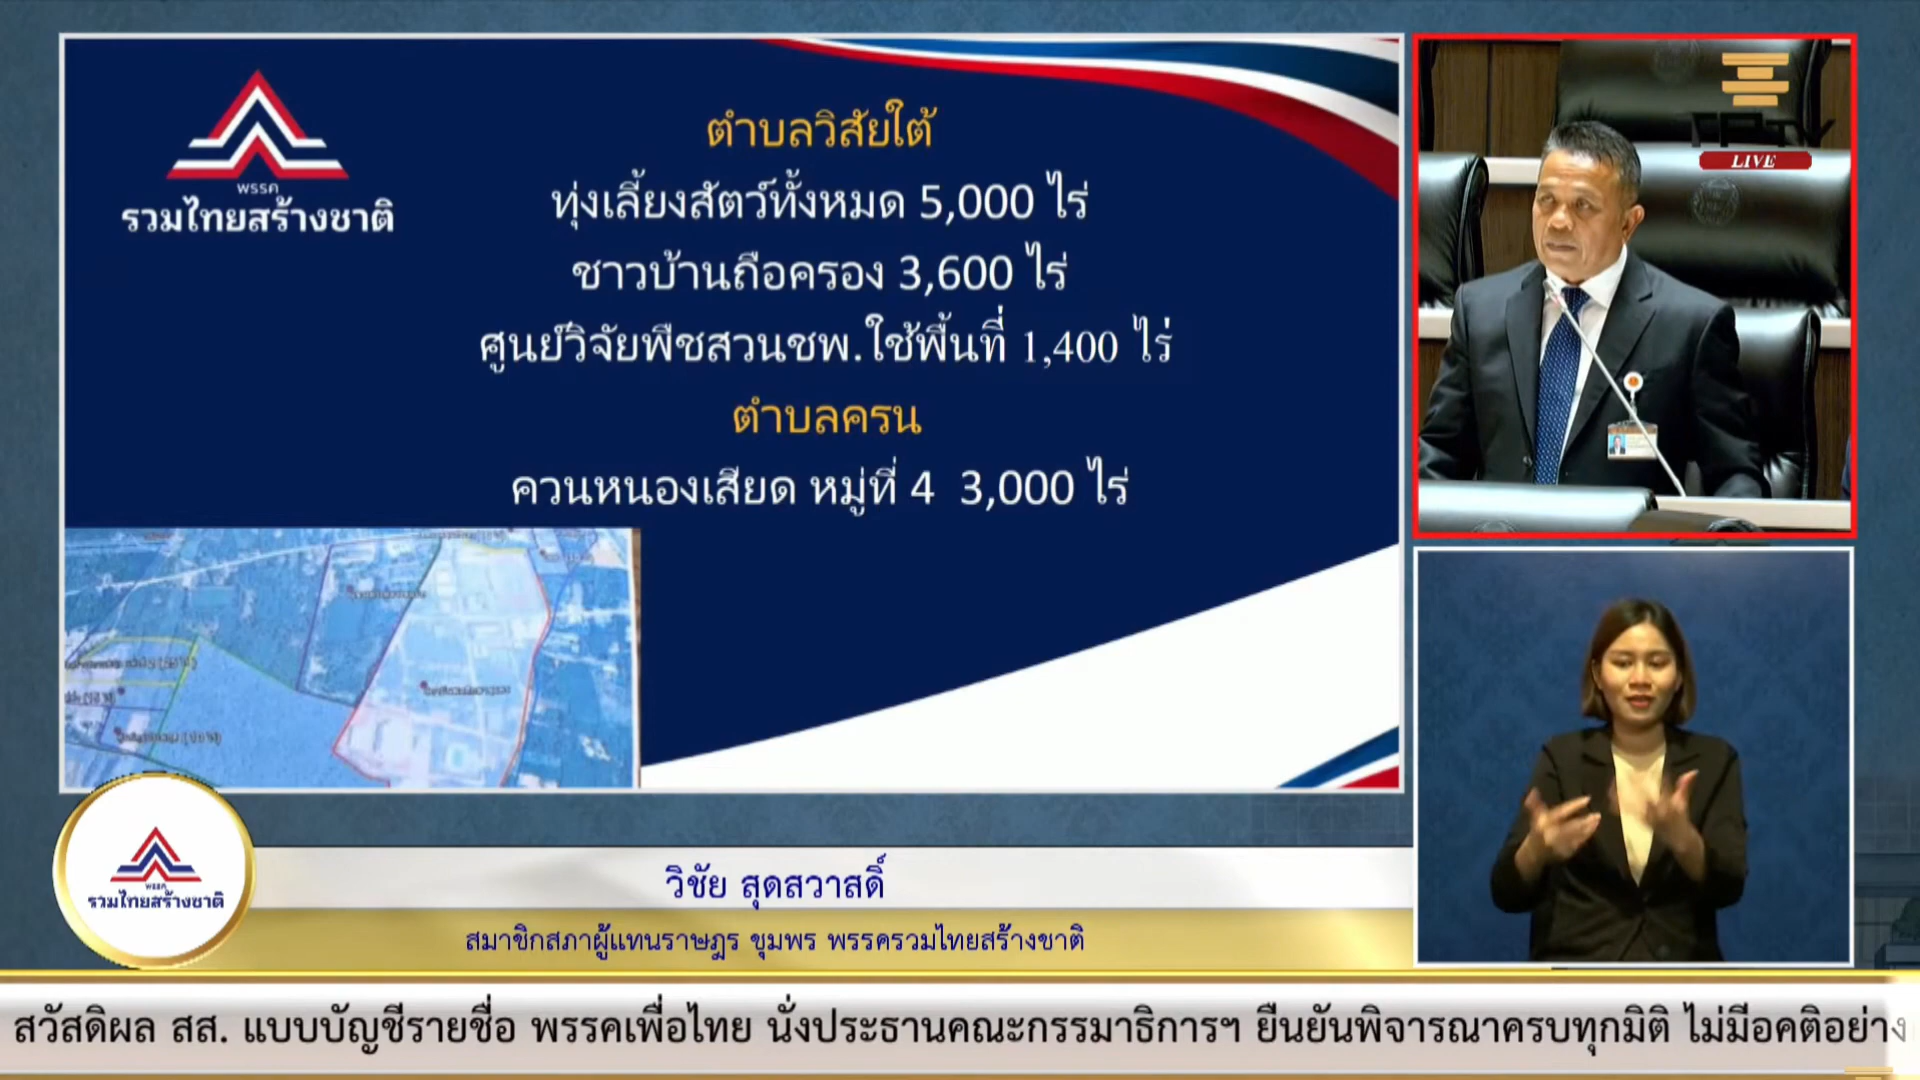 พรรค
รวมไทยสร้างชาติ
ตำบลวิสัยใต้
ทุ่งเลี้ยงสัตว์ทั้งหมด 5,000 ไร่
ชาวบ้านถือครอง 3,600 ไร่
ศูนย์วิจัยพืชสวนชพ.ใช้พื้นที่ 1,400 ไร่
ตำบลครน
ควนหนองเสียด หมู่ที่ 4 3,000 ไร่
LIVE
พรรค
รวมไทยสร้างชาติ
วิชัย สุดสวาสดิ์
สมาชิกสภาผู้แทนราษฎร ชุมพร พรรครวมไทยสร้างชาติ
สวัสดิผล สส. แบบบัญชีรายชื่อ พรรคเพื่อไทย นั่งประธานคณะกรรมาธิการฯ ยืนยันพิจารณาครบทุกมิติ ไม่มีอคติอย่าง